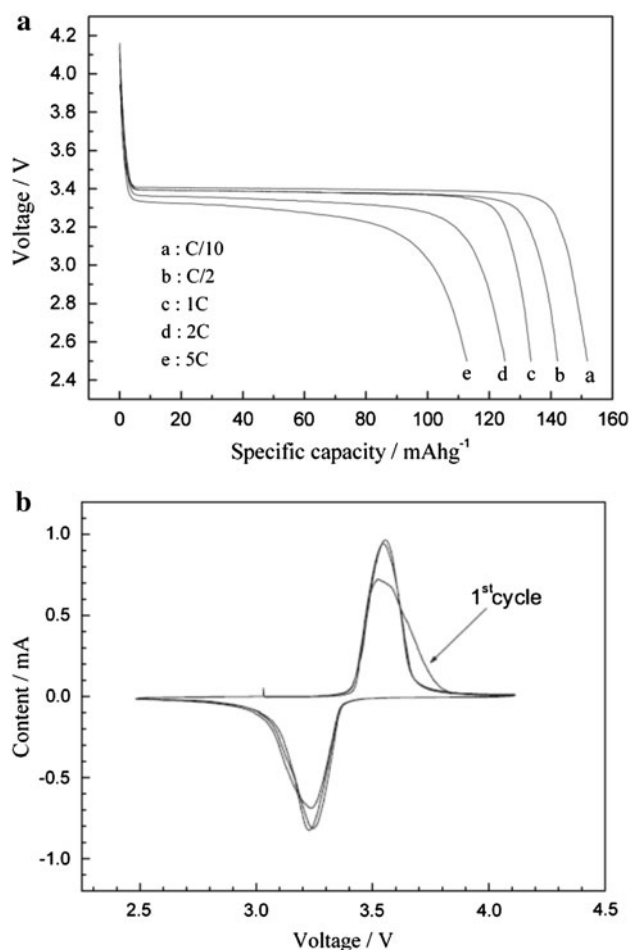 a
4.2
4.0
3.8
3.6
3.4
3.2
3.0
2.8
2.6
2.4
Voltage / V
a : C/10
b : C/2
c : 1C
d : 2C
e : 5C
e d c b a
0 20 40 60 80 100 120 140 160
Specific capacity / mAhg⁻¹
b
1.0
0.5
0.0
-0.5
-1.0
Content / mA
1ˢᵗcycle
2.5 3.0 3.5 4.0 4.5
Voltage / V